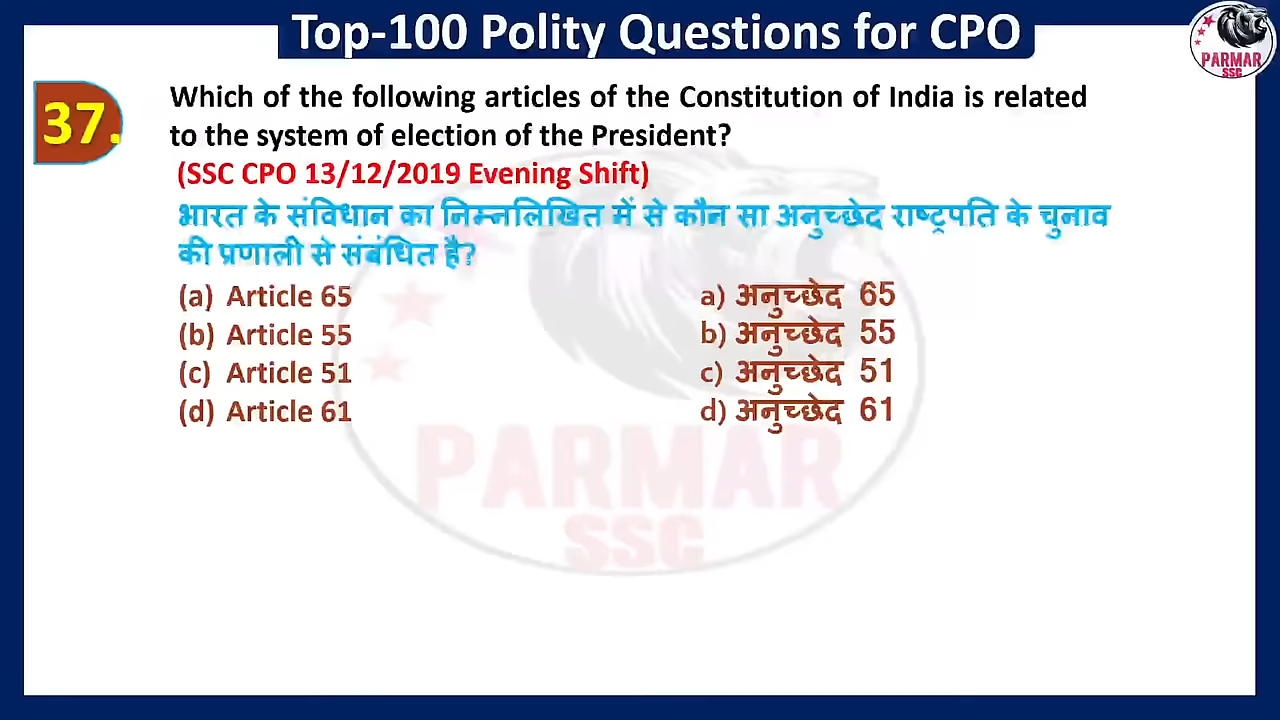 Top-100 Polity Questions for CPO
PARMAR
SSC
37.
Which of the following articles of the Constitution of India is related
to the system of election of the President?
(SSC CPO 13/12/2019 Evening Shift)
भारत के संविधान का निम्नलिखित में से कौन सा अनुच्छेद राष्ट्रपति के चुनाव
की प्रणाली से संबंधित है?
(a) Article 65
(b) Article 55
(c) Article 51
(d) Article 61
a) अनुच्छेद 65
b) अनुच्छेद 55
c) अनुच्छेद 51
d) अनुच्छेद 61
PARMAR
SSC